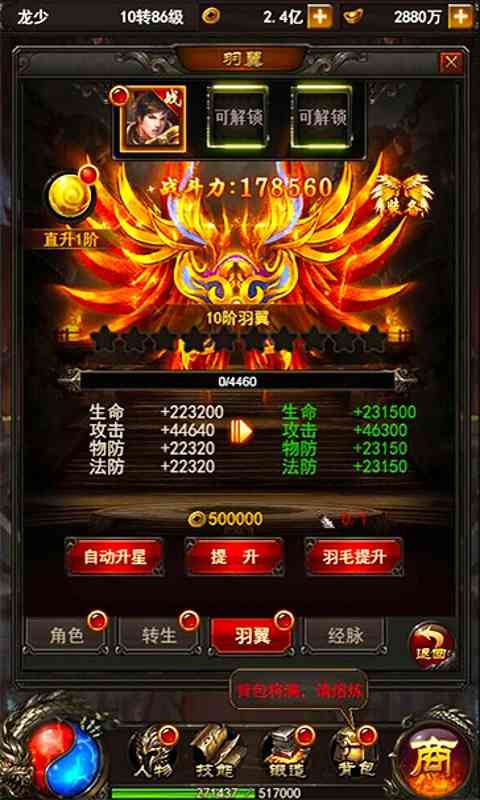 龙少 10转86级 2.4亿 2880万
羽翼
战 可解锁 可解锁
战斗力:178560
装备
直升1阶
10阶羽翼
0/4460
生命 +223200 生命 +231500
攻击 +44640 攻击 +46300
物防 +22320 物防 +23150
法防 +22320 法防 +23150
500000 0/1
自动升星 提 升 羽毛提升
角色 转生 羽翼 经脉 返回
背包将满，请熔炼
人物 技能 锻造 背包 商
271437 / 517000